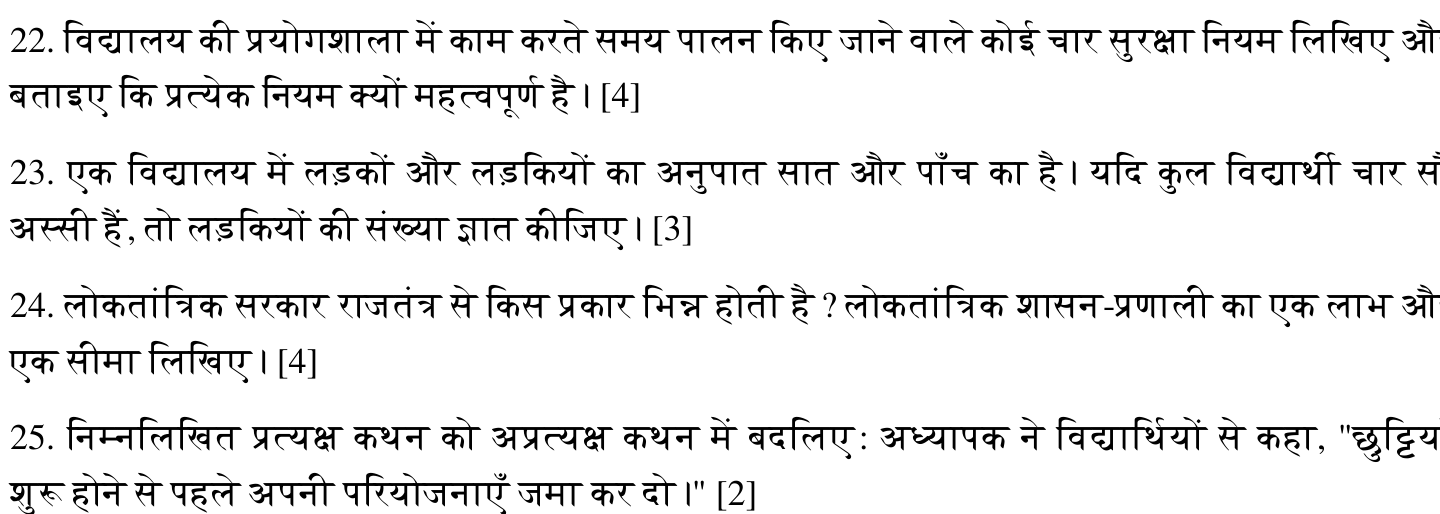 22. विद्यालय की प्रयोगशाला में काम करते समय पालन किए जाने वाले कोई चार सुरक्षा नियम लिखिए औ
बताइए कि प्रत्येक नियम क्यों महत्वपूर्ण है। [4]
23. एक विद्यालय में लड़कों और लड़कियों का अनुपात सात और पाँच का है। यदि कुल विद्यार्थी चार सौ
अस्सी हैं, तो लड़कियों की संख्या ज्ञात कीजिए। [3]
24. लोकतांत्रिक सरकार राजतंत्र से किस प्रकार भिन्न होती है ? लोकतांत्रिक शासन-प्रणाली का एक लाभ औ
एक सीमा लिखिए। [4]
25. निम्नलिखित प्रत्यक्ष कथन को अप्रत्यक्ष कथन में बदलिए: अध्यापक ने विद्यार्थियों से कहा, "छुट्टिय
शुरू होने से पहले अपनी परियोजनाएँ जमा कर दो।" [2]